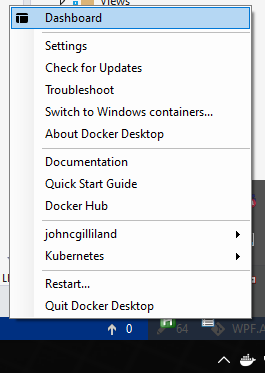 Views
Dashboard
Settings
Check for Updates
Troubleshoot
Switch to Windows containers...
About Docker Desktop
Documentation
Quick Start Guide
Docker Hub
johncgilliland
Kubernetes
Restart...
Quit Docker Desktop
0
64
WPF.A